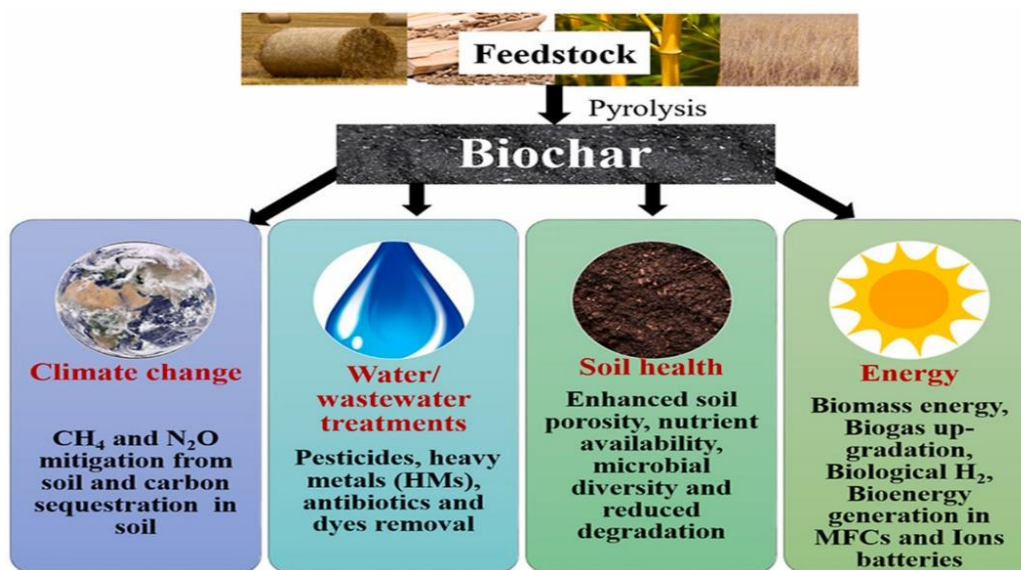 Feedstock
Pyrolysis
Biochar
Climate change
CH₄ and N₂O
mitigation from
soil and carbon
sequestration in
soil
Water/
wastewater
treatments
Pesticides, heavy
metals (HMs),
antibiotics and
dyes removal
Soil health
Enhanced soil
porosity, nutrient
availability,
microbial
diversity and
reduced
degradation
Energy
Biomass energy,
Biogas up-
gradation,
Biological H₂,
Bioenergy
generation in
MFCs and Ions
batteries